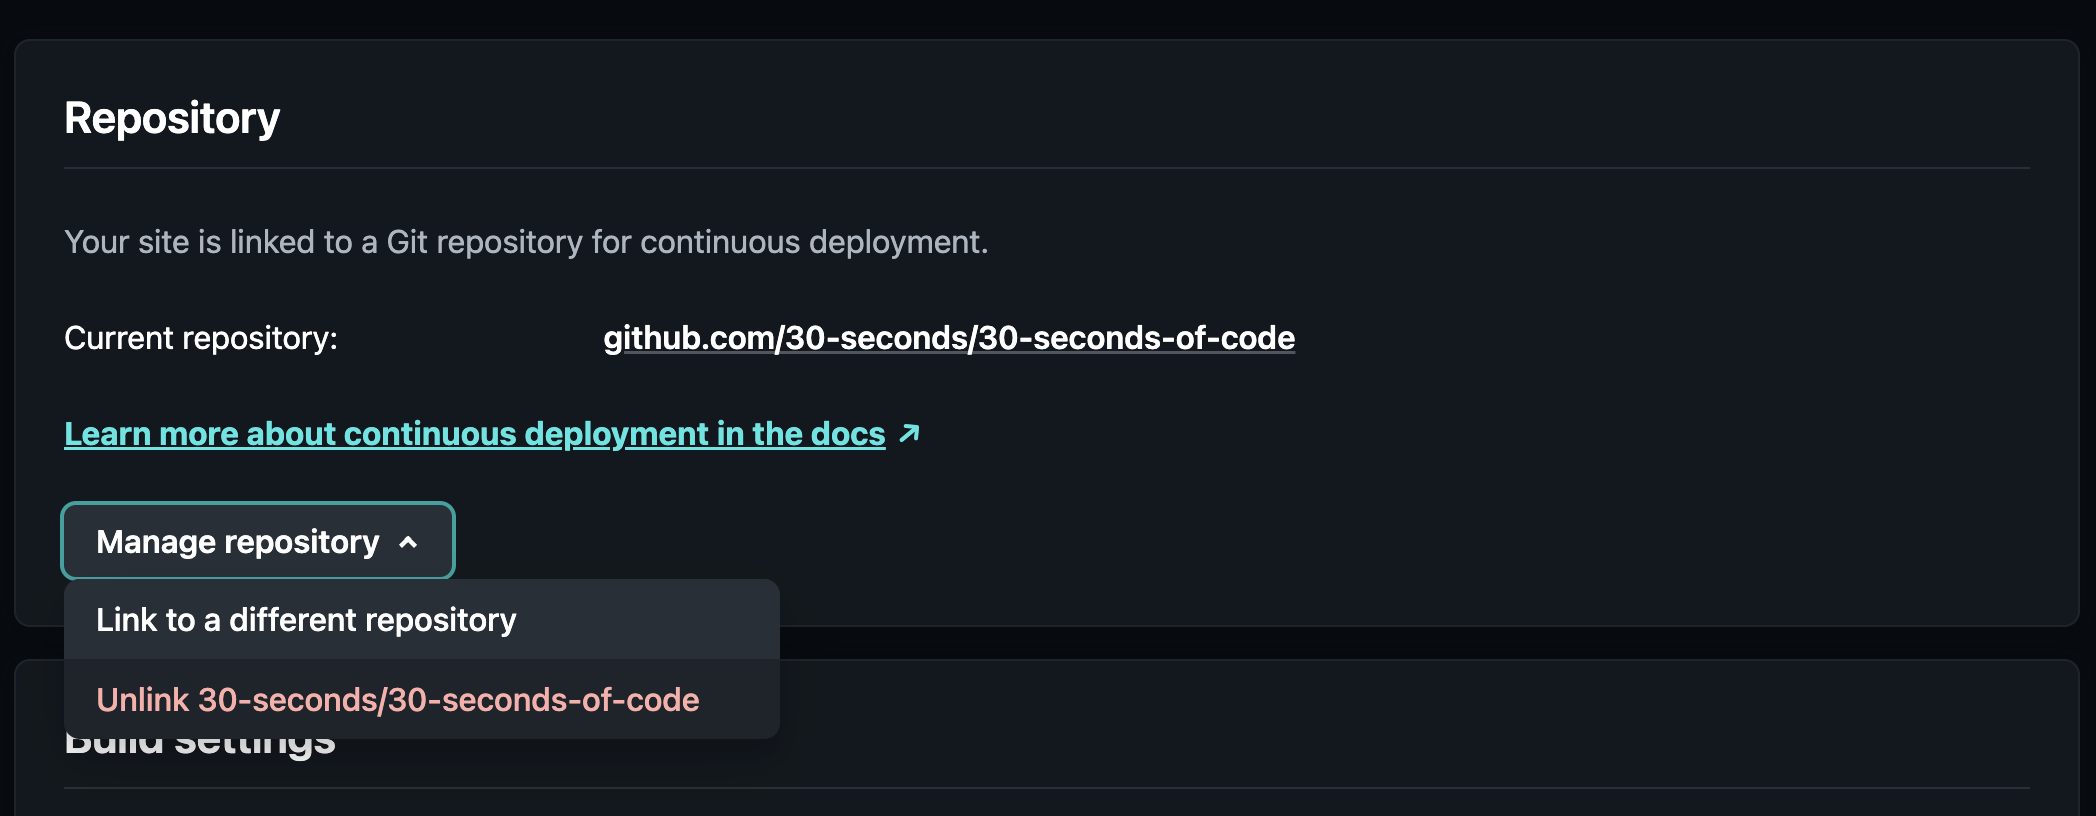 Repository
Your site is linked to a Git repository for continuous deployment.
Current repository: github.com/30-seconds/30-seconds-of-code
Learn more about continuous deployment in the docs ↗
Manage repository
Link to a different repository
Unlink 30-seconds/30-seconds-of-code
Build settings